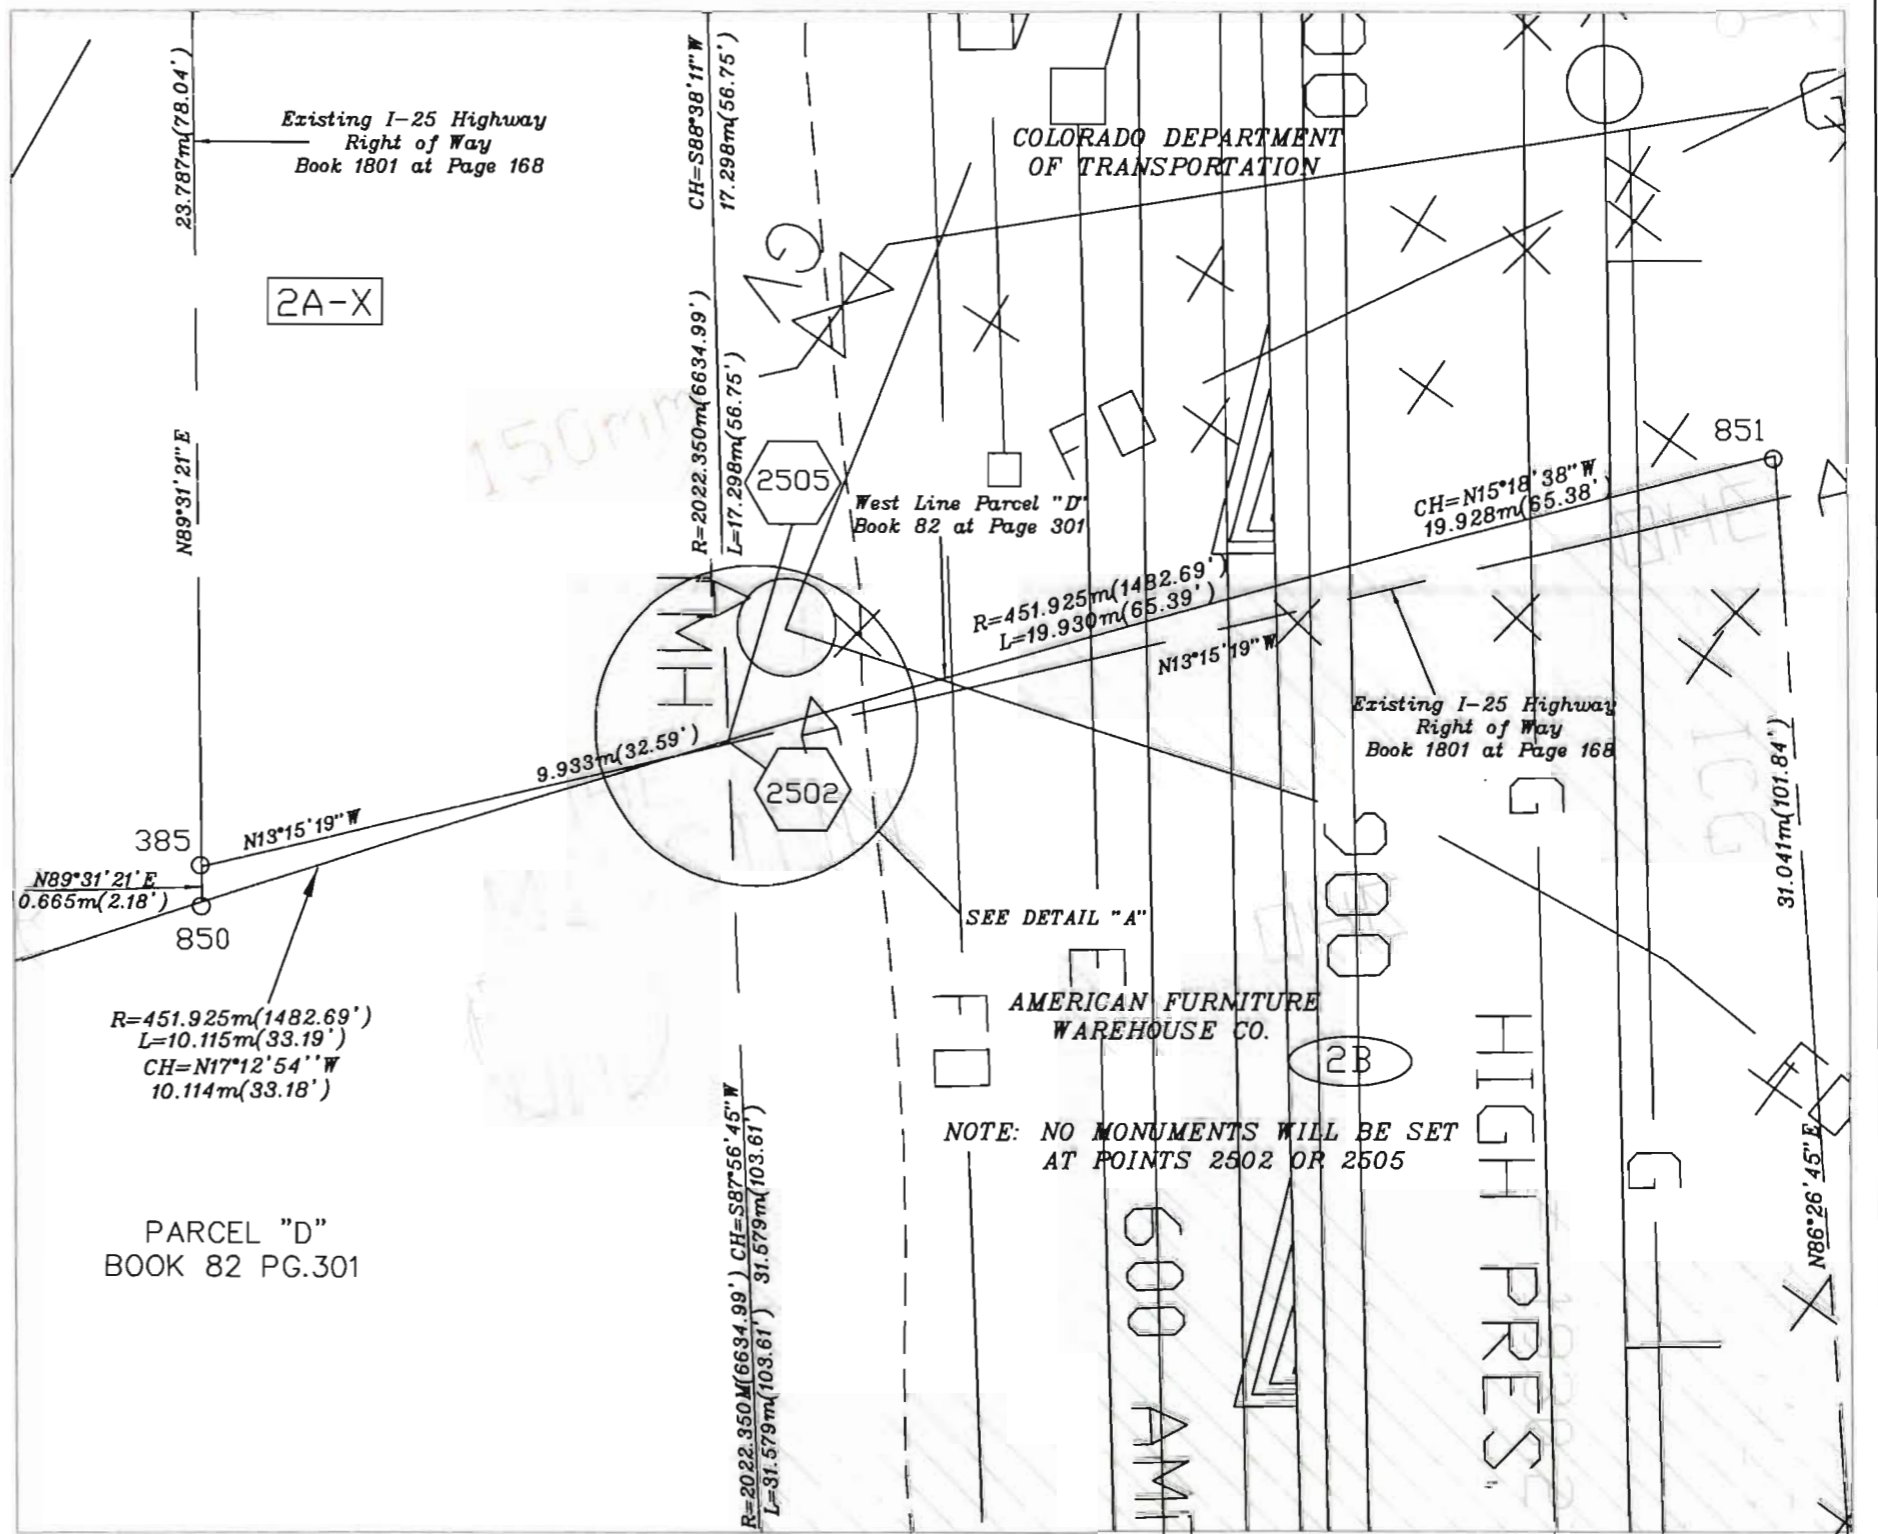 23.787m(78.04')
Existing I-25 Highway
Right of Way
Book 1801 at Page 168
2A-X
N89°31'21"E
CH=S88°38'11"W
17.298m(56.75')
R=2022.350m(6634.99')
L=17.298m(56.75')
COLORADO DEPARTMENT
OF TRANSPORTATION
150mm
2505
West Line Parcel "D"
Book 82 at Page 301
FO
851
CH=N15°18'38"W
19.928m(65.38')
R=451.925m(1482.69')
L=19.930m(65.39')
N13°15'19"W
Existing I-25 Highway
Right of Way
Book 1801 at Page 168
31.041m(101.84')
MH
9.933m(32.59')
2502
N13°15'19"W
385
N89°31'21'E
0.665m(2.18')
850
SEE DETAIL "A"
G
900
R=451.925m(1482.69')
L=10.115m(33.19')
CH=N17°12'54''W
10.114m(33.18')
E
FO
AMERICAN FURNITURE
WAREHOUSE CO.
2B
FO
NOTE: NO MONUMENTS WILL BE SET
AT POINTS 2502 OR 2505
N86°26'45"E
G
HIGH PRES.
600 AMP
PARCEL "D"
BOOK 82 PG.301
R=2022.350M(6634.99') CH=S87°56'45"W
L=31.579m(103.61') 31.579m(103.61')